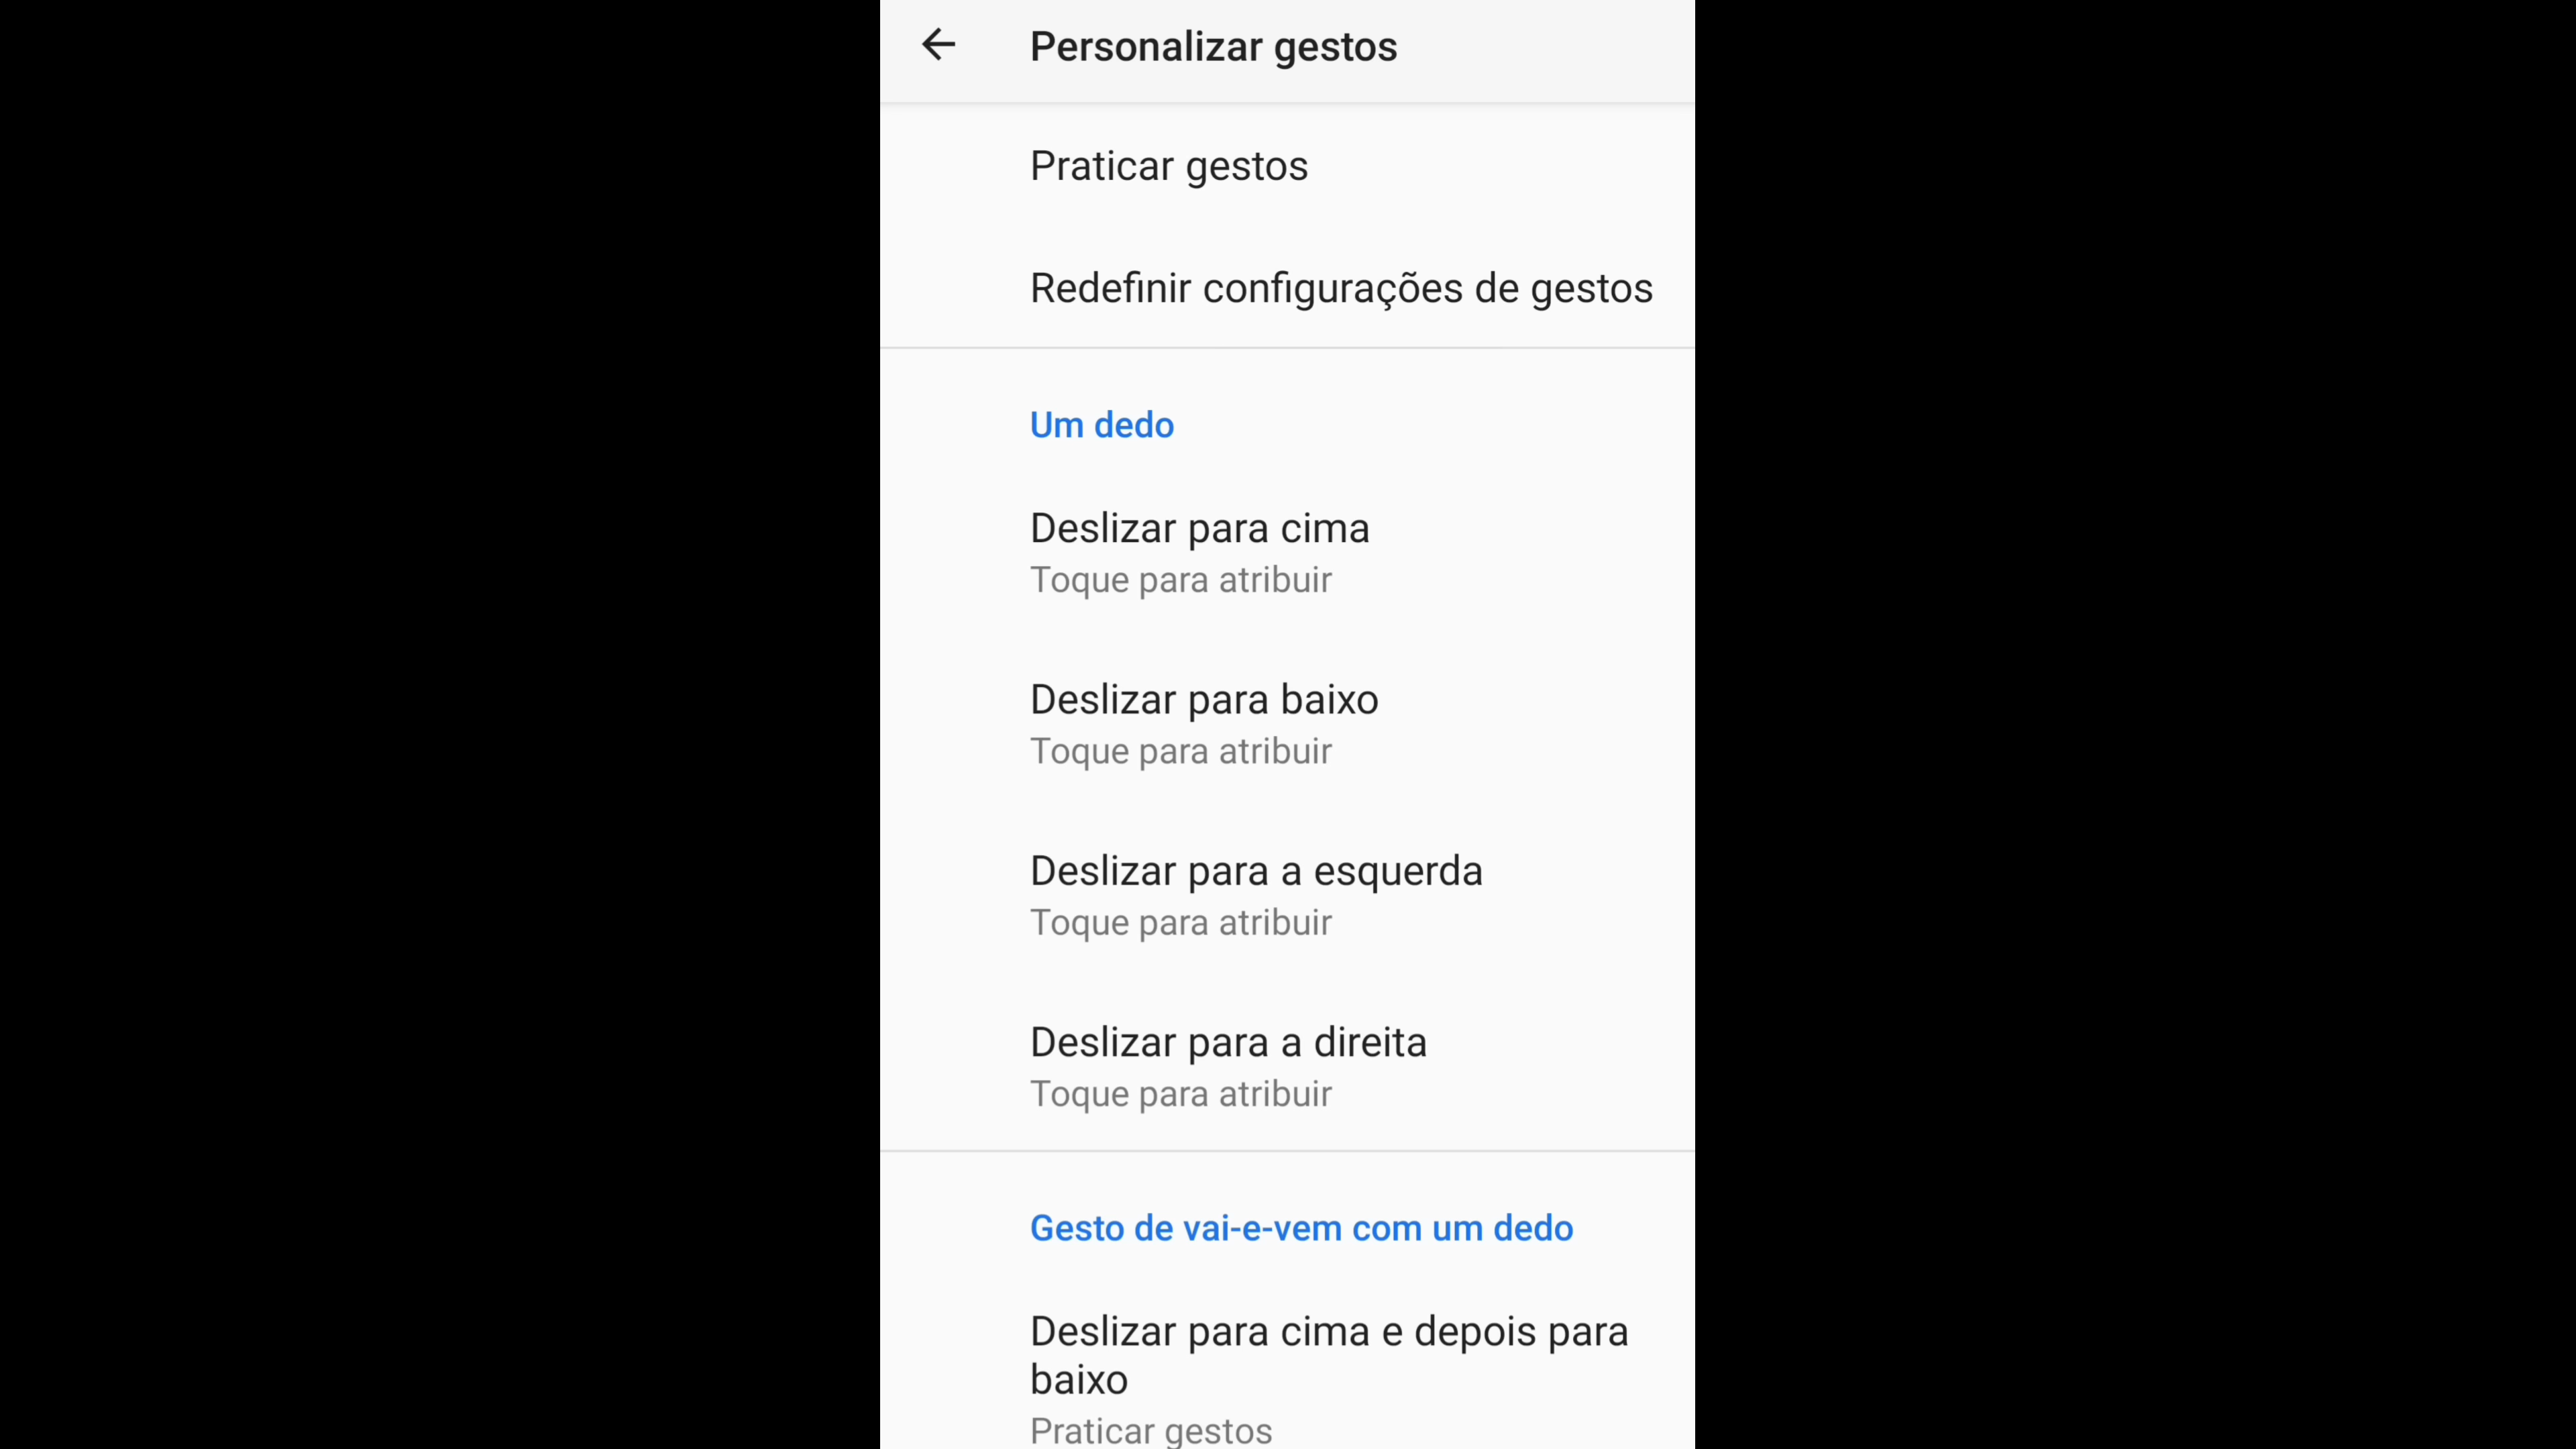 Personalizar gestos
Praticar gestos
Redefinir configurações de gestos
Um dedo
Deslizar para cima
Toque para atribuir
Deslizar para baixo
Toque para atribuir
Deslizar para a esquerda
Toque para atribuir
Deslizar para a direita
Toque para atribuir
Gesto de vai-e-vem com um dedo
Deslizar para cima e depois para
baixo
Praticar gestos